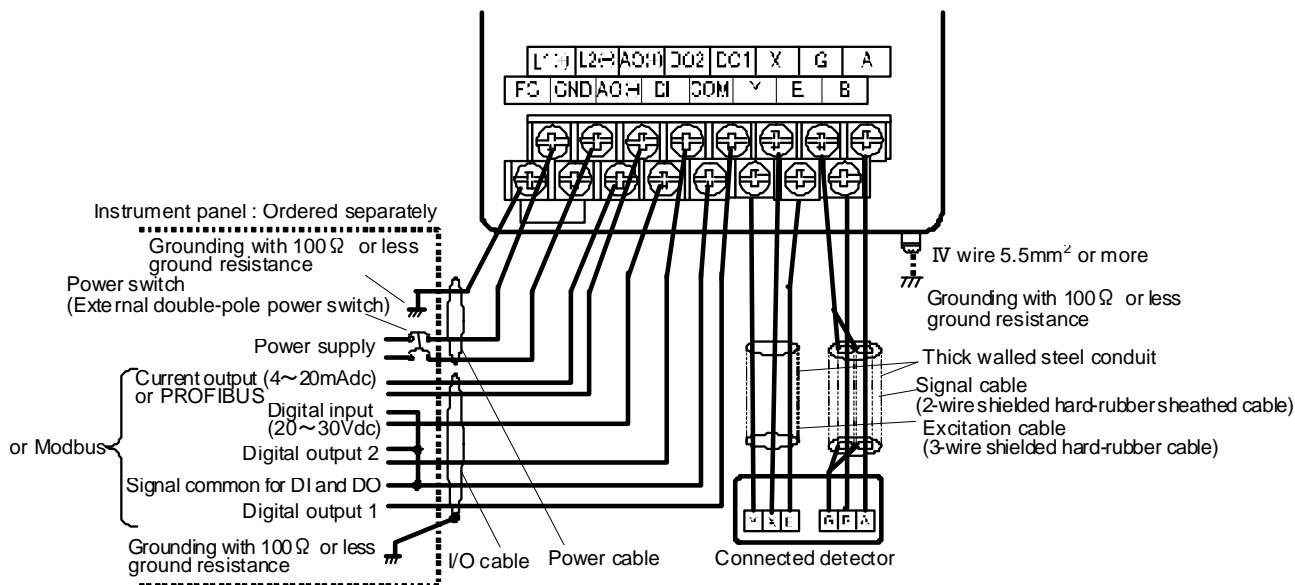 L2(-) AO(+) DO2 DO1 X G A
GND AO(-) DI COM Y E B
Instrument panel : Ordered separately
Grounding with 100Ω or less
ground resistance
Power switch
(External double-pole power switch)
Power supply
Current output (4～20mAdc)
or PROFIBUS
Digital input
(20～30Vdc)
or Modbus
Digital output 2
Signal common for DI and DO
Digital output 1
Grounding with 100Ω or less
ground resistance
I/O cable
Power cable
IV wire 5.5mm² or more
Grounding with 100Ω or less
ground resistance
Thick walled steel conduit
Signal cable
(2-wire shielded hard-rubber sheathed cable)
Excitation cable
(3-wire shielded hard-rubber cable)
Y X E G B A
Connected detector